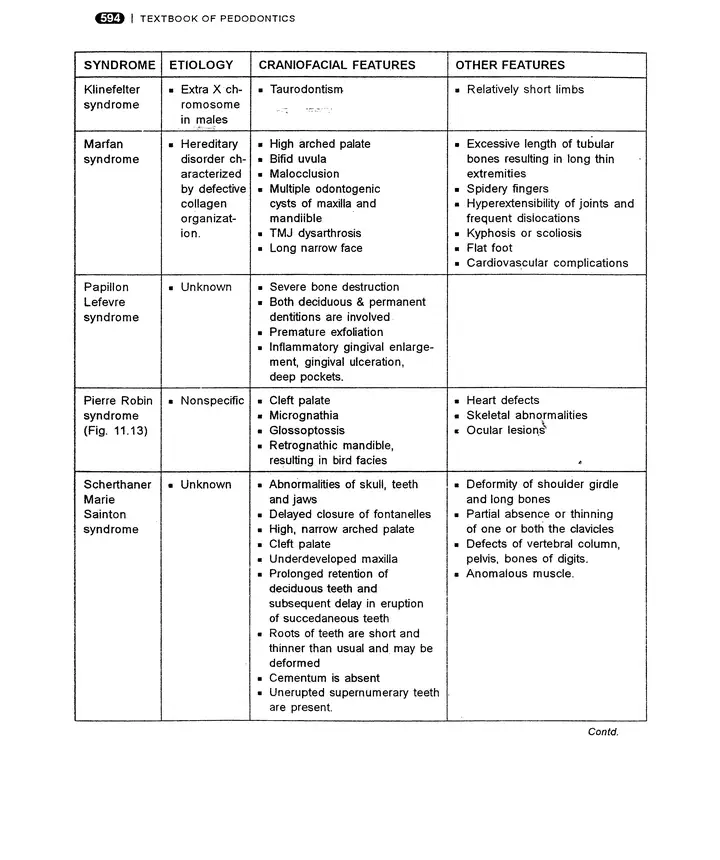 594 | TEXTBOOK OF PEDODONTICS
SYNDROME ETIOLOGY CRANIOFACIAL FEATURES OTHER FEATURES
Klinefelter
syndrome
▪ Extra X ch-
romosome
in males
▪ Taurodontism
▪ Relatively short limbs
Marfan
syndrome
▪ Hereditary
disorder ch-
aracterized
by defective
collagen
organizat-
ion.
▪ High arched palate
▪ Bifid uvula
▪ Malocclusion
▪ Multiple odontogenic
cysts of maxilla and
mandiible
▪ TMJ dysarthrosis
▪ Long narrow face
▪ Excessive length of tubular
bones resulting in long thin
extremities
▪ Spidery fingers
▪ Hyperextensibility of joints and
frequent dislocations
▪ Kyphosis or scoliosis
▪ Flat foot
▪ Cardiovascular complications
Papillon
Lefevre
syndrome
▪ Unknown
▪ Severe bone destruction
▪ Both deciduous & permanent
dentitions are involved
▪ Premature exfoliation
▪ Inflammatory gingival enlarge-
ment, gingival ulceration,
deep pockets.
Pierre Robin
syndrome
(Fig. 11.13)
▪ Nonspecific
▪ Cleft palate
▪ Micrognathia
▪ Glossoptossis
▪ Retrognathic mandible,
resulting in bird facies
▪ Heart defects
▪ Skeletal abnormalities
▪ Ocular lesions
Scherthaner
Marie
Sainton
syndrome
▪ Unknown
▪ Abnormalities of skull, teeth
and jaws
▪ Delayed closure of fontanelles
▪ High, narrow arched palate
▪ Cleft palate
▪ Underdeveloped maxilla
▪ Prolonged retention of
deciduous teeth and
subsequent delay in eruption
of succedaneous teeth
▪ Roots of teeth are short and
thinner than usual and may be
deformed
▪ Cementum is absent
▪ Unerupted supernumerary teeth
are present.
▪ Deformity of shoulder girdle
and long bones
▪ Partial absence or thinning
of one or both the clavicles
▪ Defects of vertebral column,
pelvis, bones of digits.
▪ Anomalous muscle.
Contd.